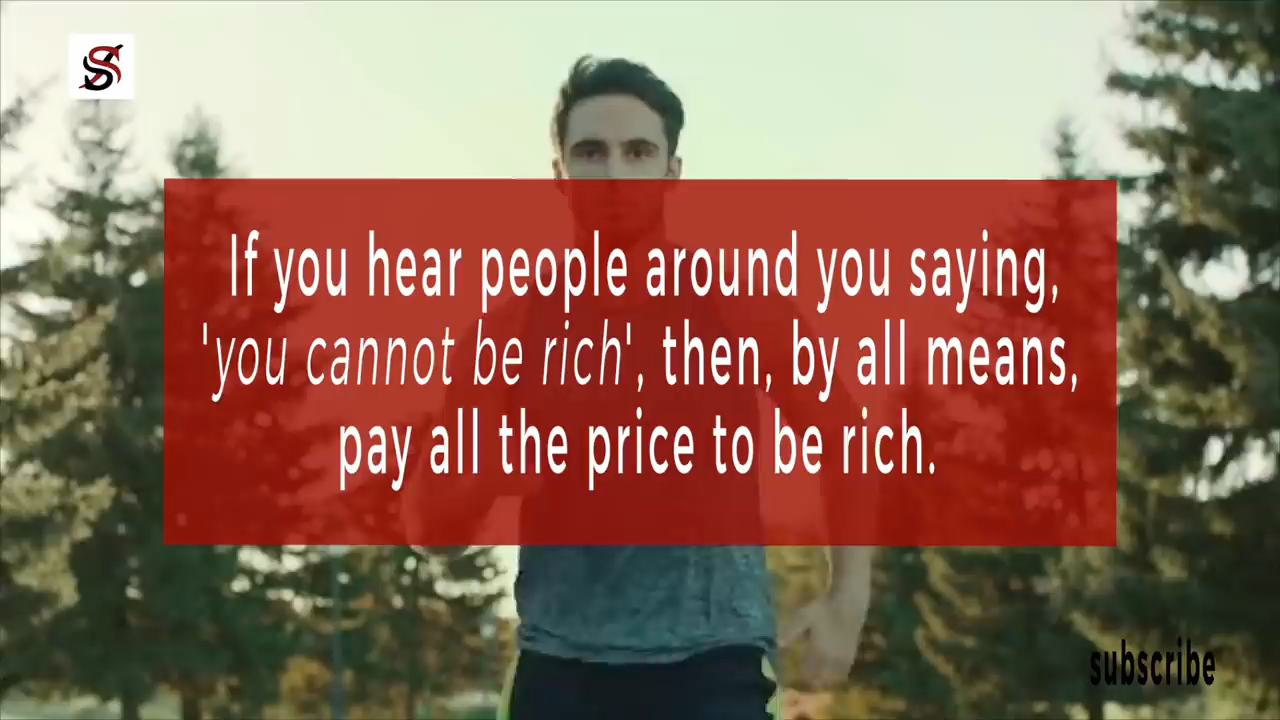 If you hear people around you saying,
'you cannot be rich', then, by all means,
pay all the price to be rich.
subscribe